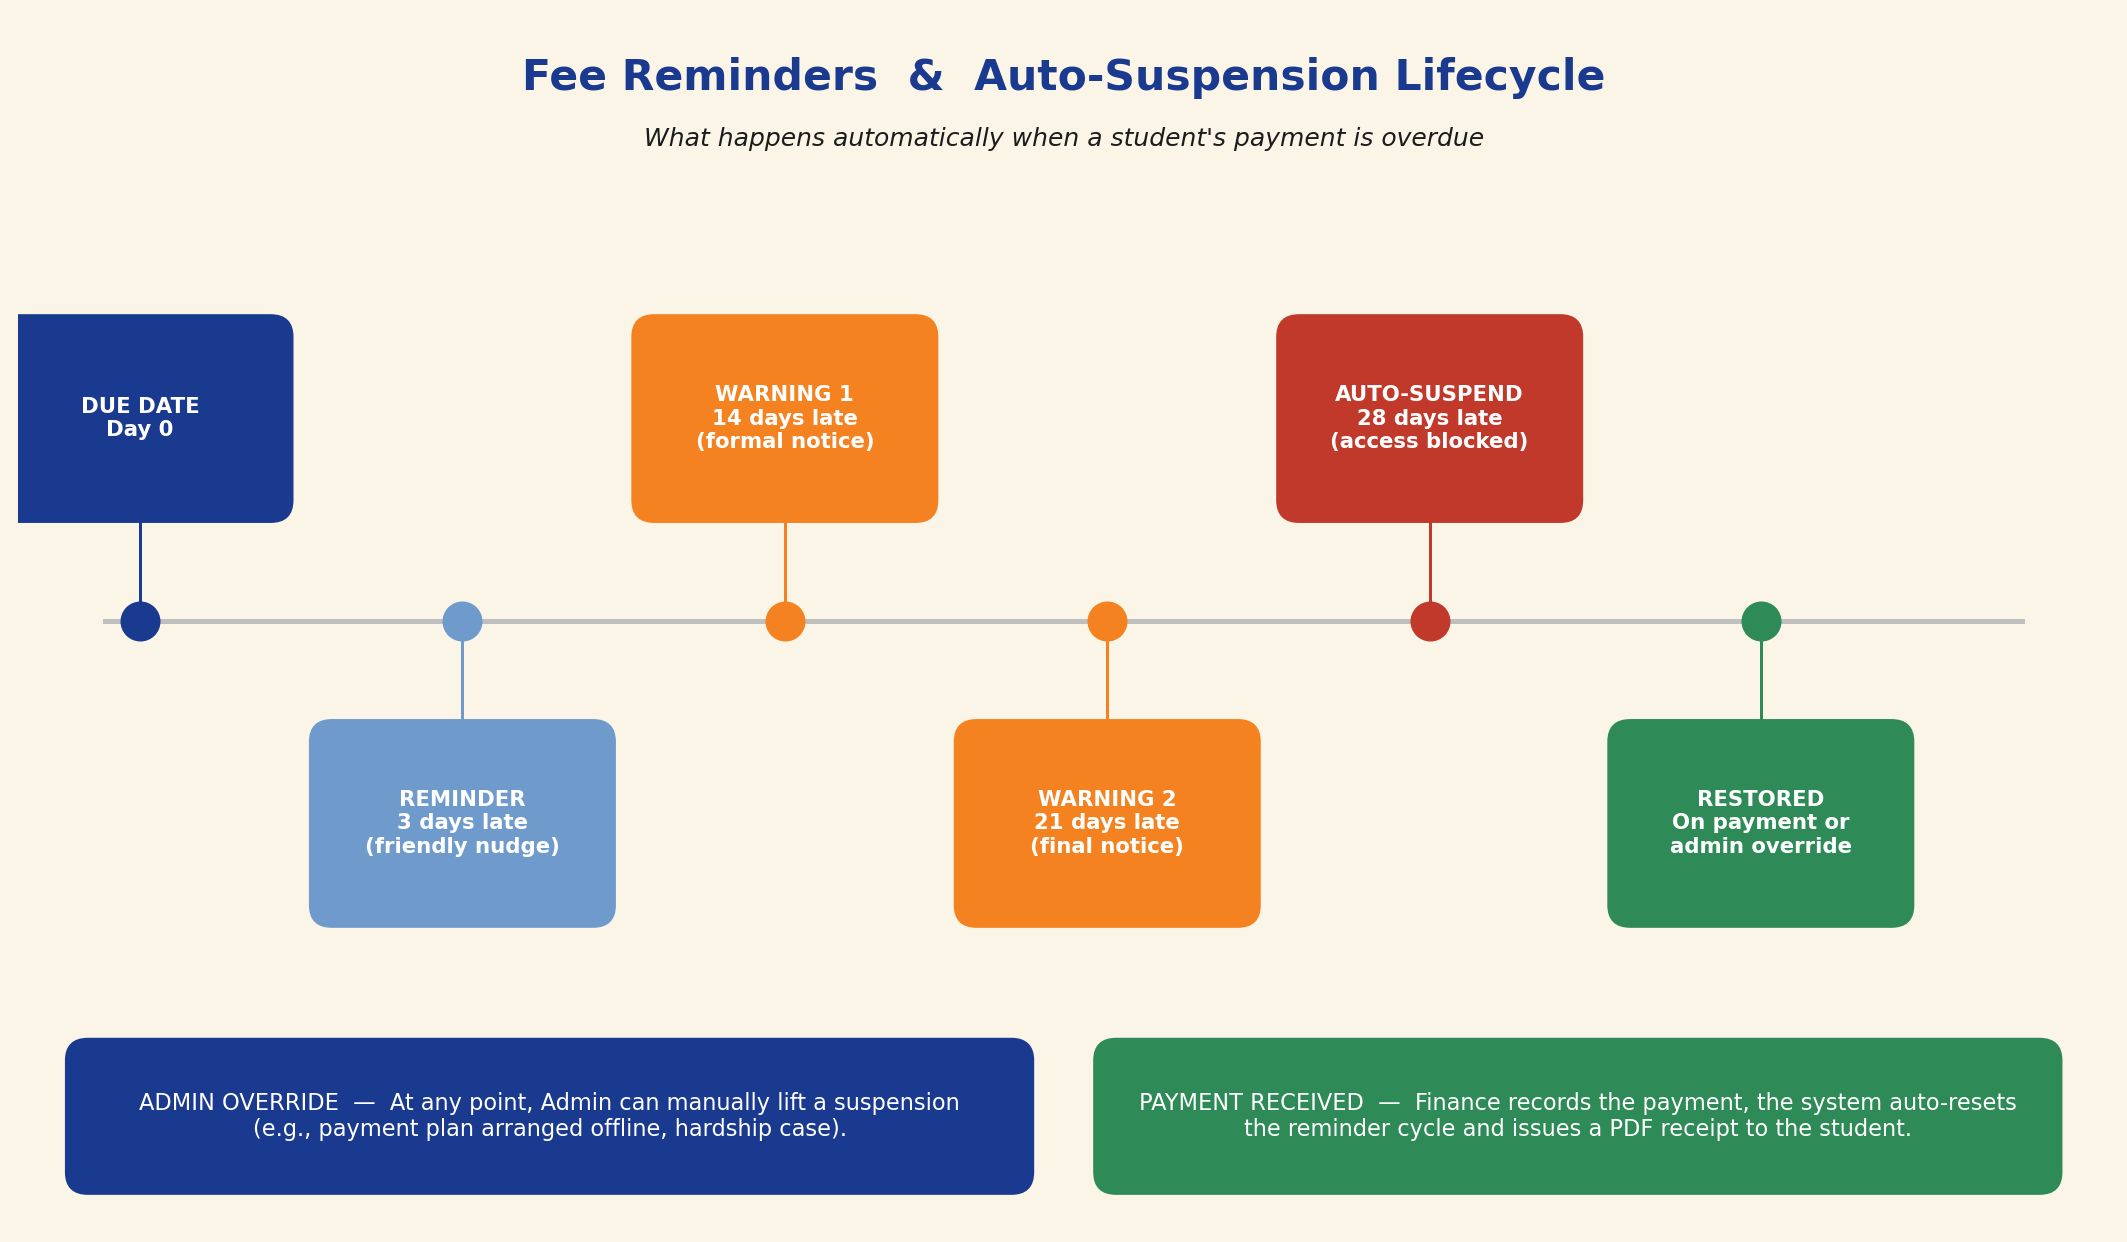 Fee Reminders & Auto-Suspension Lifecycle
What happens automatically when a student's payment is overdue
DUE DATE
Day 0
WARNING 1
14 days late
(formal notice)
AUTO-SUSPEND
28 days late
(access blocked)
REMINDER
3 days late
(friendly nudge)
WARNING 2
21 days late
(final notice)
RESTORED
On payment or
admin override
ADMIN OVERRIDE — At any point, Admin can manually lift a suspension
(e.g., payment plan arranged offline, hardship case).
PAYMENT RECEIVED — Finance records the payment, the system auto-resets
the reminder cycle and issues a PDF receipt to the student.